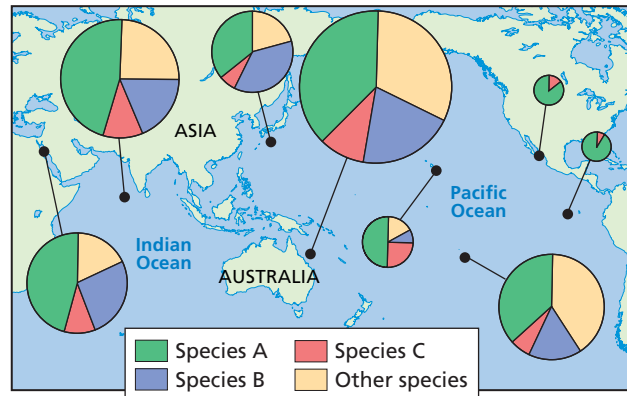 ASIA
Pacific
Ocean
Indian
Ocean
AUSTRALIA
Species A
Species C
Species B
Other species